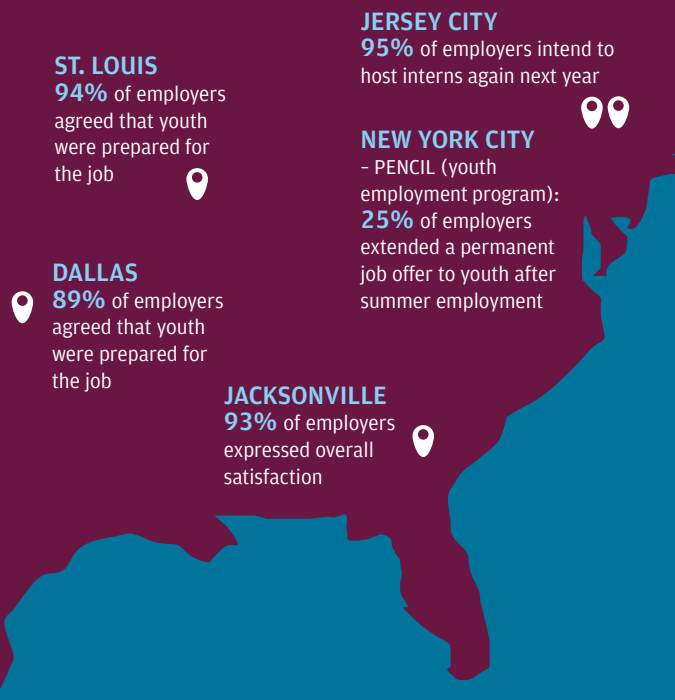 JERSEY CITY
95% of employers intend to
host interns again next year
ST. LOUIS
94% of employers
agreed that youth
were prepared for
the job
NEW YORK CITY
– PENCIL (youth
employment program):
25% of employers
extended a permanent
job offer to youth after
summer employment
DALLAS
89% of employers
agreed that youth
were prepared for
the job
JACKSONVILLE
93% of employers
expressed overall
satisfaction